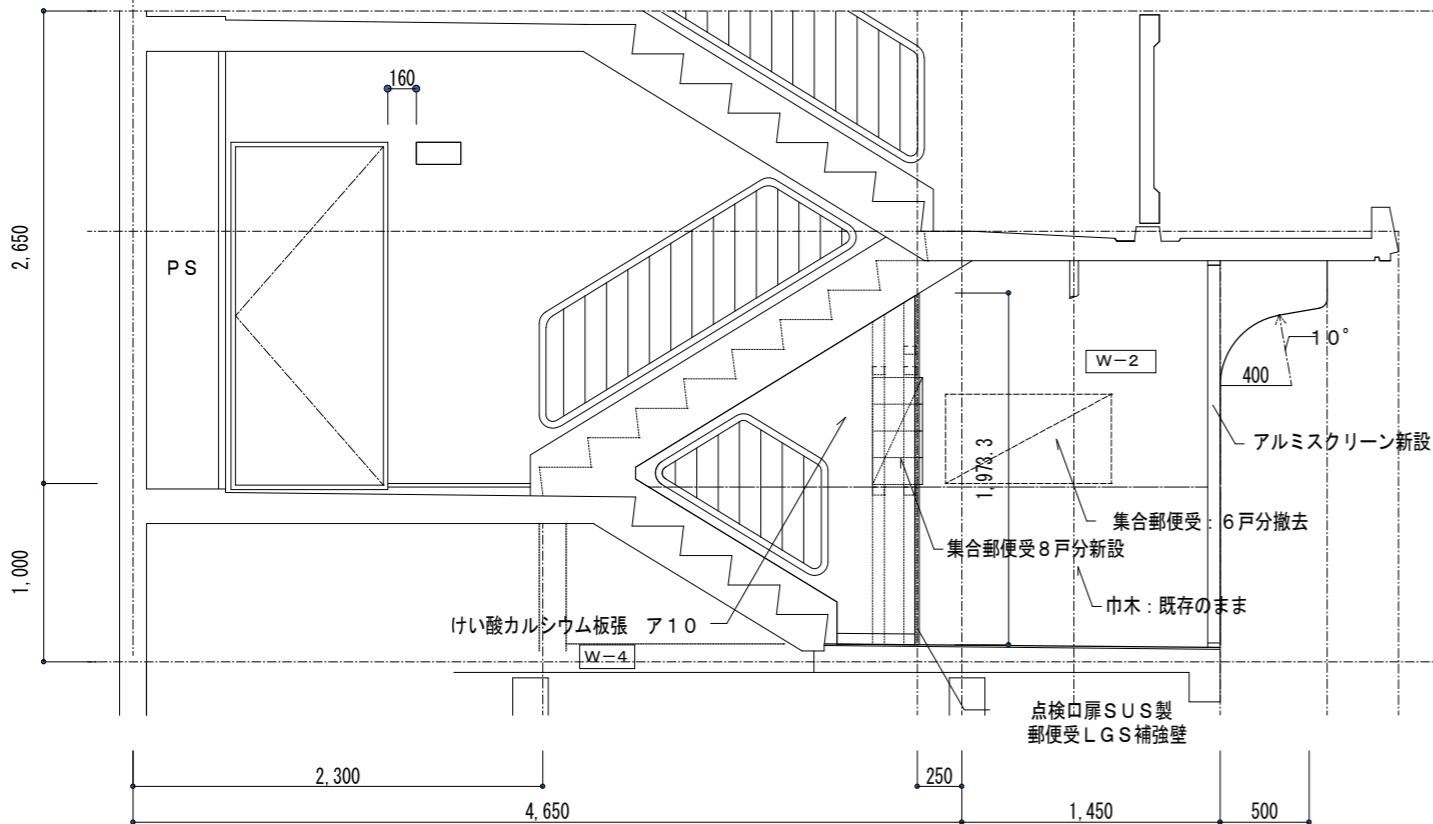 160
2,650
ＰＳ
Ｗ−２
１０°
400
アルミスクリーン新設
1,973.3
集合郵便受：６戸分撤去
集合郵便受８戸分新設
1,000
巾木：既存のまま
けい酸カルシウム板張　ア１０
Ｗ−４
点検口扉ＳＵＳ製
郵便受ＬＧＳ補強壁
2,300
250
4,650
1,450
500